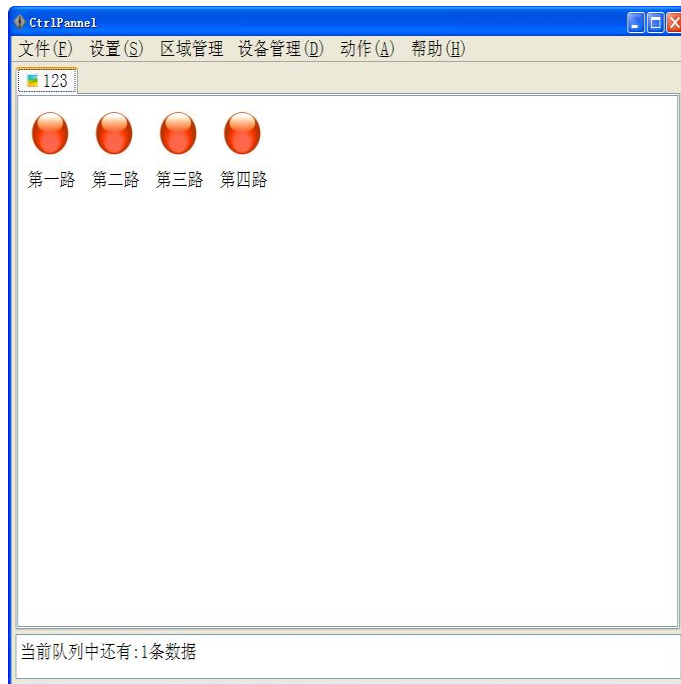 CtrlPannel
文件(F) 设置(S) 区域管理 设备管理(D) 动作(A) 帮助(H)
123
第一路 第二路 第三路 第四路
当前队列中还有:1条数据